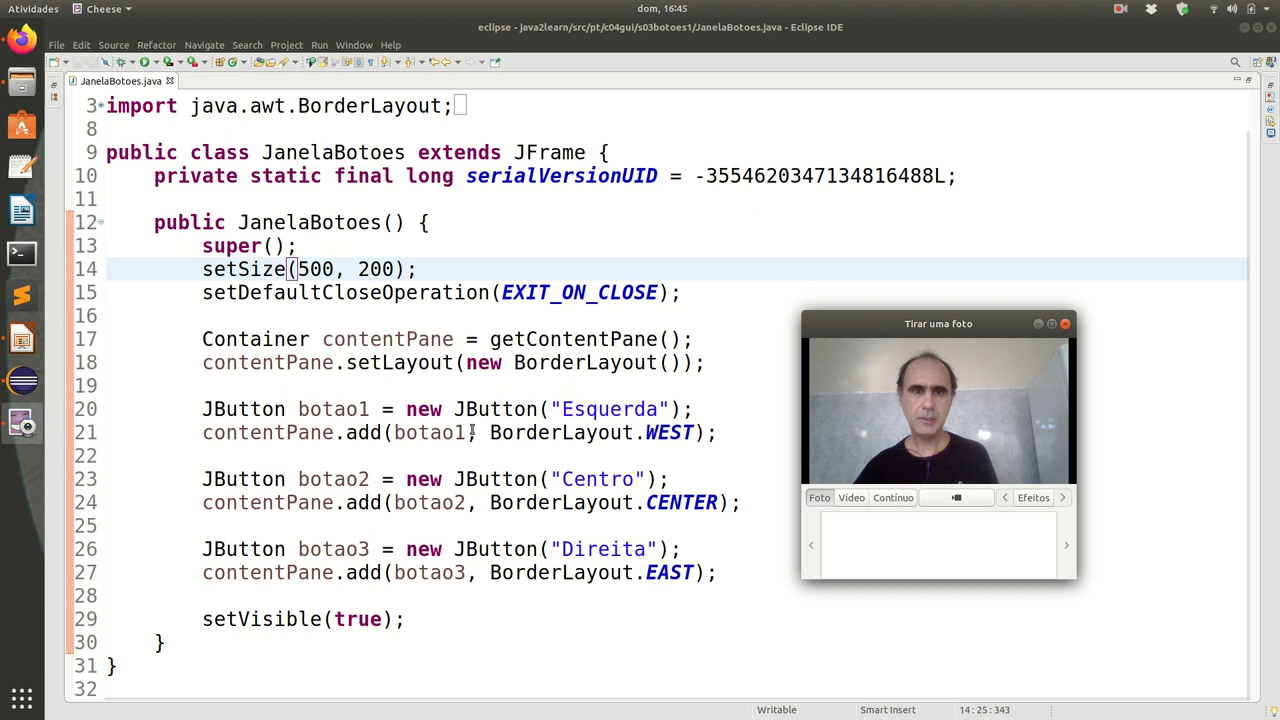 Atividades Cheese dom, 16:45
eclipse - java2learn/src/pt/c04gui/s03botoes1/JanelaBotoes.java - Eclipse IDE
File Edit Source Refactor Navigate Search Project Run Window Help
JanelaBotoes.java
3 import java.awt.BorderLayout;
8
9 public class JanelaBotoes extends JFrame {
10 private static final long serialVersionUID = -3554620347134816488L;
11
12 public JanelaBotoes() {
13 super();
14 setSize(500, 200);
15 setDefaultCloseOperation(EXIT_ON_CLOSE);
16
17 Container contentPane = getContentPane();
18 contentPane.setLayout(new BorderLayout());
19
20 JButton botao1 = new JButton("Esquerda");
21 contentPane.add(botao1, BorderLayout.WEST);
22
23 JButton botao2 = new JButton("Centro");
24 contentPane.add(botao2, BorderLayout.CENTER);
25
26 JButton botao3 = new JButton("Direita");
27 contentPane.add(botao3, BorderLayout.EAST);
28
29 setVisible(true);
30 }
31 }
32
Tirar uma foto
Foto Vídeo Contínuo Efeitos
Writable Smart Insert 14:25:343